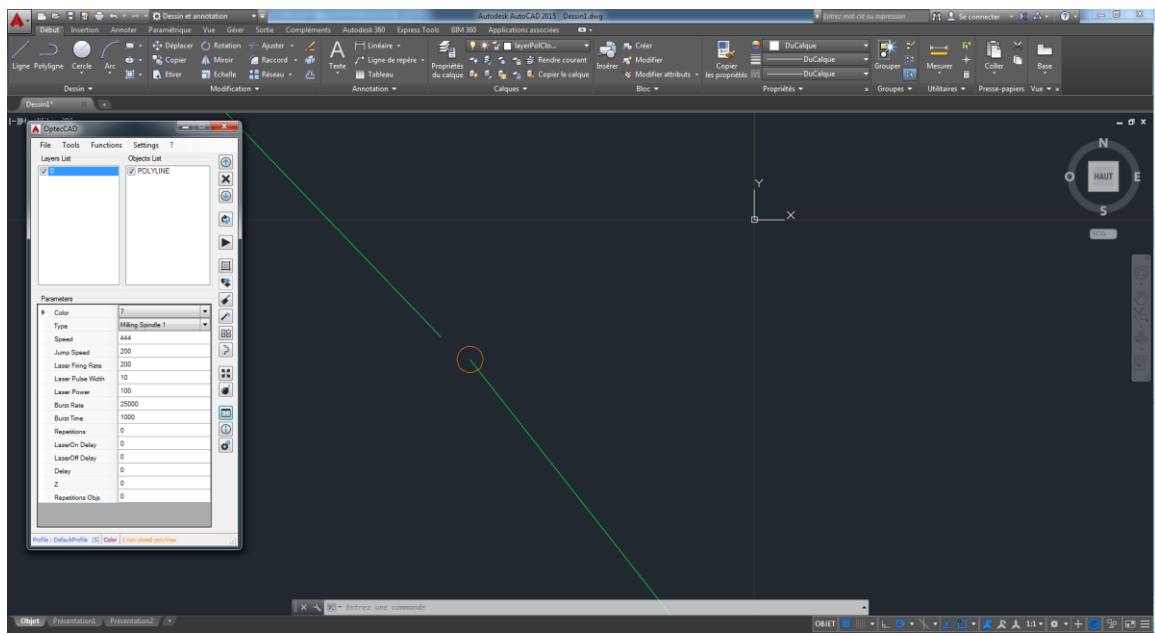 Autodesk AutoCAD 2015 Dessin1.dwg
Dessin et annotation
Entrez mot-clé ou expression
Se connecter
Début Insertion Annoter Paramétrique Vue Gérer Sortie Compléments Autodesk 360 Express Tools BIM 360 Applications associées
Déplacer Rotation Ajuster Linéaire layerPolClo... Créer DuCalque
Copier Miroir Raccord Ligne de repère Rendre courant Modifier DuCalque
Etirer Echelle Réseau Tableau Copier le calque Modifier attributs DuCalque
Ligne Polyligne Cercle Arc Texte Propriétés du calque Insérer Copier les propriétés Grouper Mesurer Coller Base
Dessin Modification Annotation Calques Bloc Propriétés Groupes Utilitaires Presse-papiers Vue
Dessin1*
OptecCAD
File Tools Functions Settings ?
Layers List Objects List
0 POLYLINE
Parameters
Color 7
Type Milling Spindle 1
Speed 444
Jump Speed 200
Laser Firing Rate 200
Laser Pulse Width 10
Laser Power 100
Burst Rate 25000
Burst Time 1000
Repetitions 0
LaserOn Delay 0
LaserOff Delay 0
Delay 0
Z 0
Repetitions Objs 0
Profile : DefaultProfile (S) Color 1 non closed polylines
Y
X
N
O HAUT E
S
SCG
Entrez une commande
Objet Présentation1 Présentation2 +
OBJET 1:1